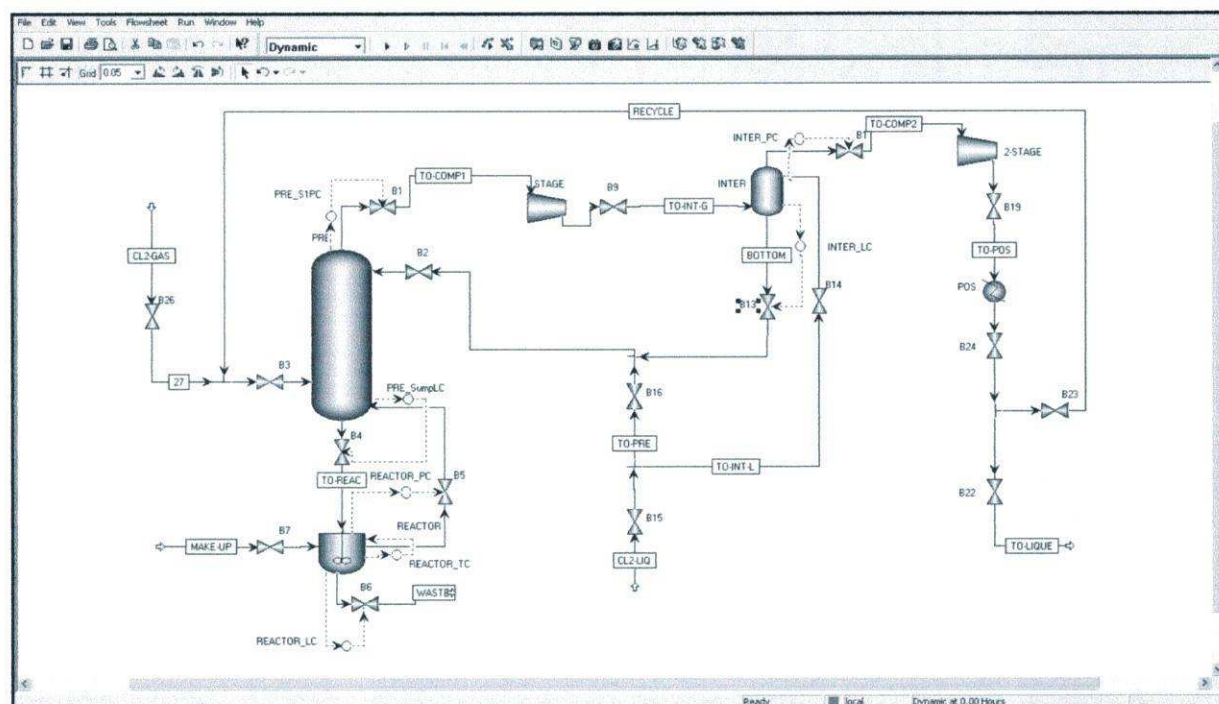 File Edit View Tools Flowsheet Run Window Help
Dynamic
Grid 0.05
RECYCLE
TO-COMP2
INTER_PC
B1
2-STAGE
TO-COMP1
PRE_S1PC
B1
STAGE
B9
INTER
TO-INT-G
B19
PRE
INTER_LC
CL2-GAS
B2
BOTTOM
TO-POS
B14
POS
B26
B13
B24
27
B3
PRE_SumpLC
B16
B23
B4
TO-PRE
TO-REAC
REACTOR_PC
B5
TO-INT-L
B22
REACTOR
B15
B7
MAKE-UP
REACTOR_TC
CL2-LIQ
TO-LIQUE
B6
WASTE
REACTOR_LC
Ready local Dynamic at 0.00 Hours